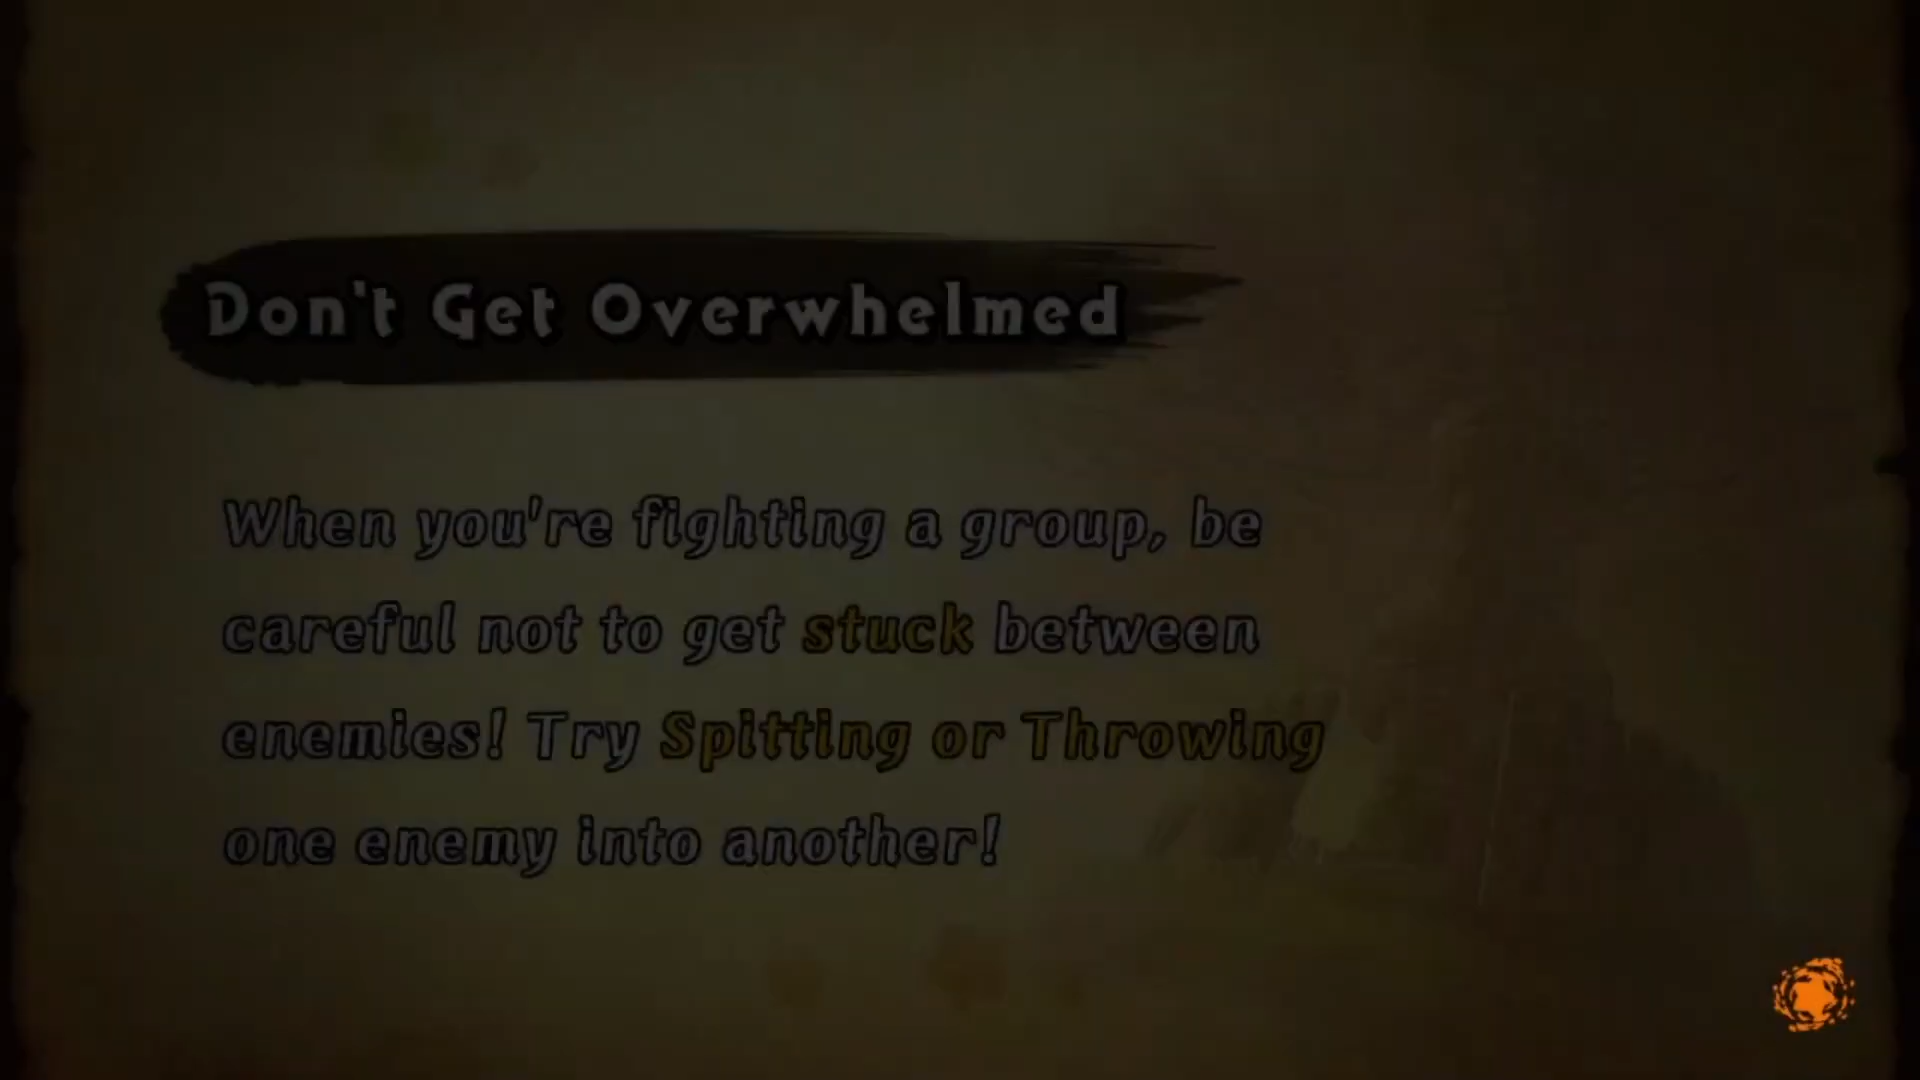 Don't Get Overwhelmed
When you're fighting a group, be
careful not to get stuck between
enemies! Try Spitting or Throwing
one enemy into another!